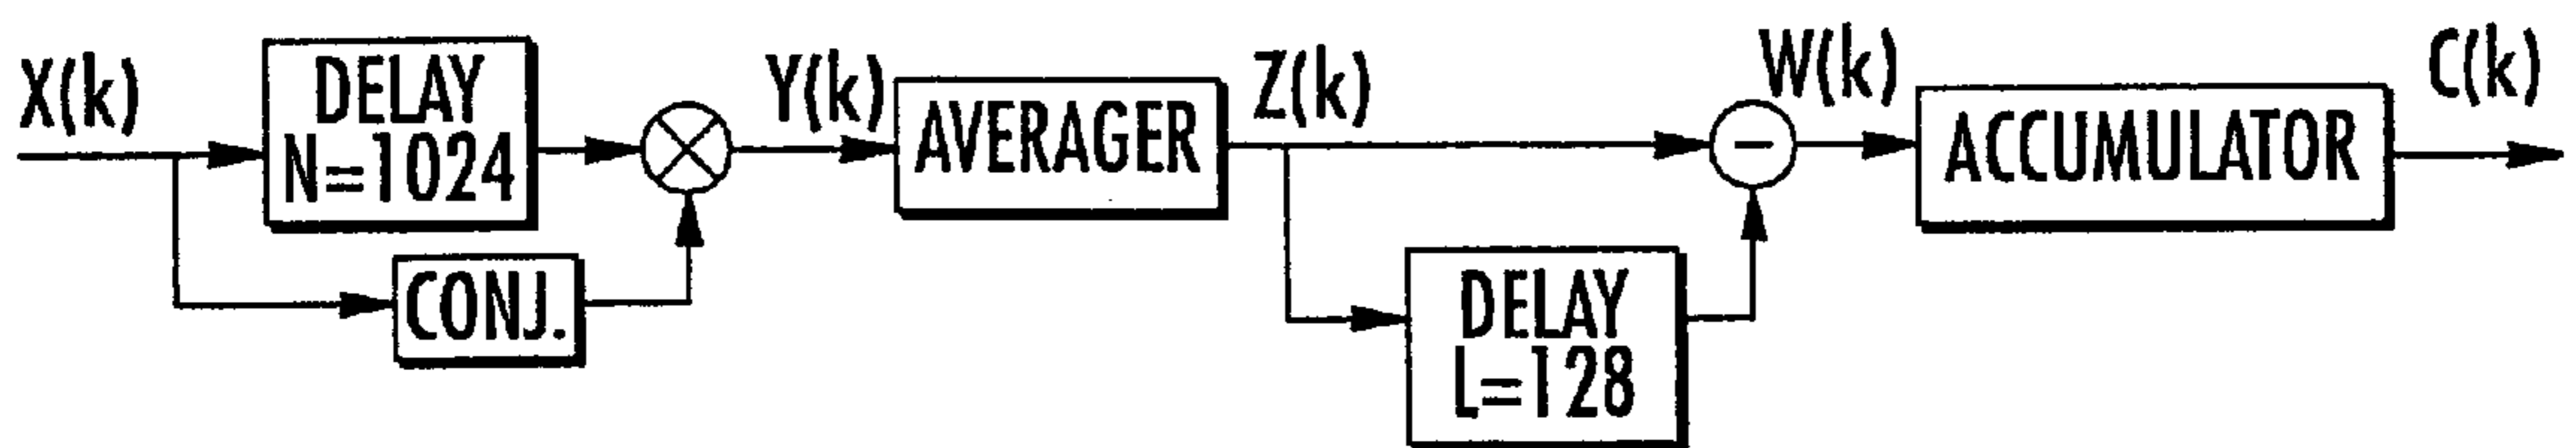 X(k)
DELAY
N=1024
CONJ.
Y(k)
AVERAGER
Z(k)
DELAY
L=128
W(k)
ACCUMULATOR
C(k)